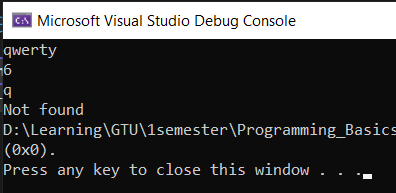 Microsoft Visual Studio Debug Console
qwerty
6
q
Not found
D:\Learning\GTU\1semester\Programming_Basics
(0x0).
Press any key to close this window . . .